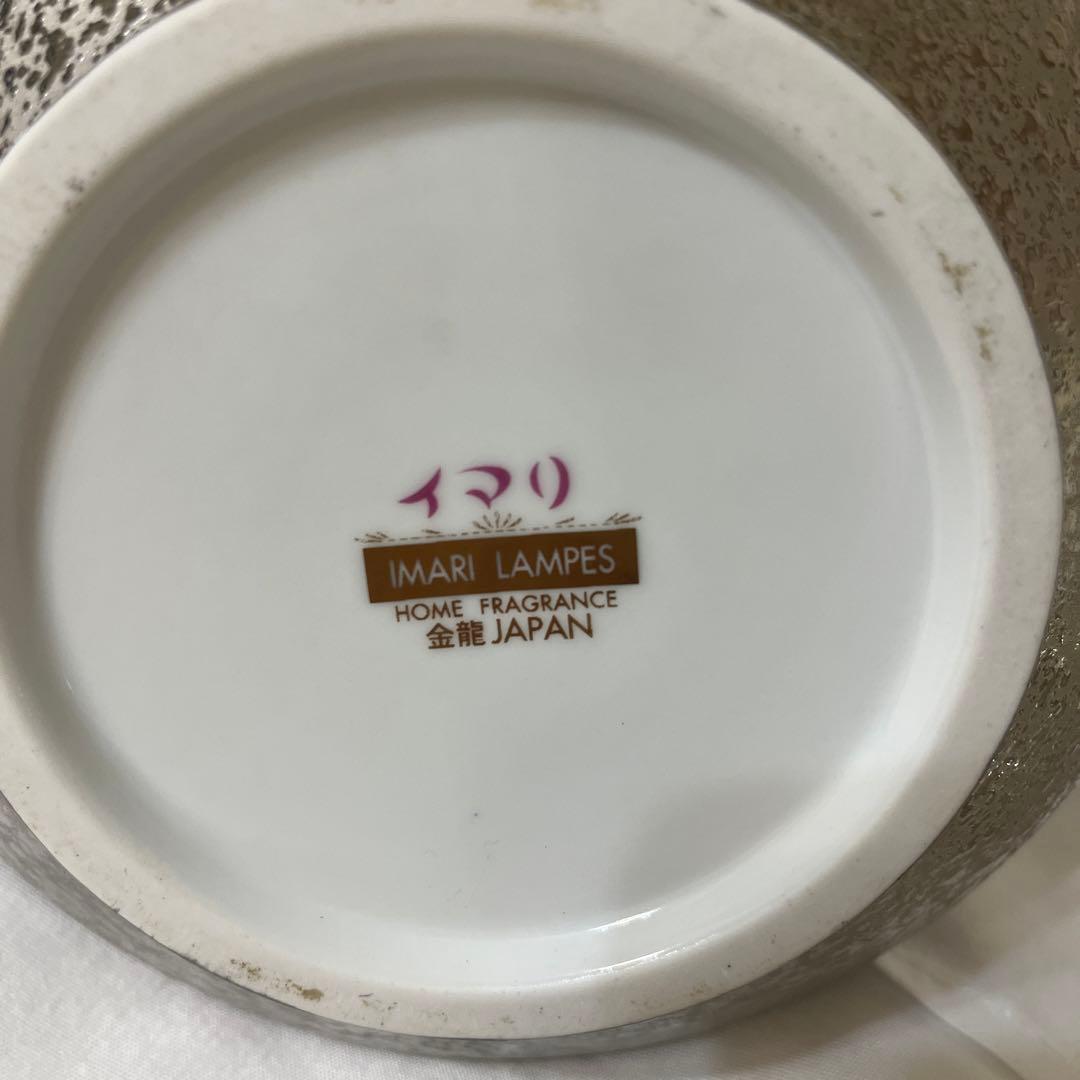 イマリ
IMARI LAMPES
HOME FRAGRANCE
金龍 JAPAN